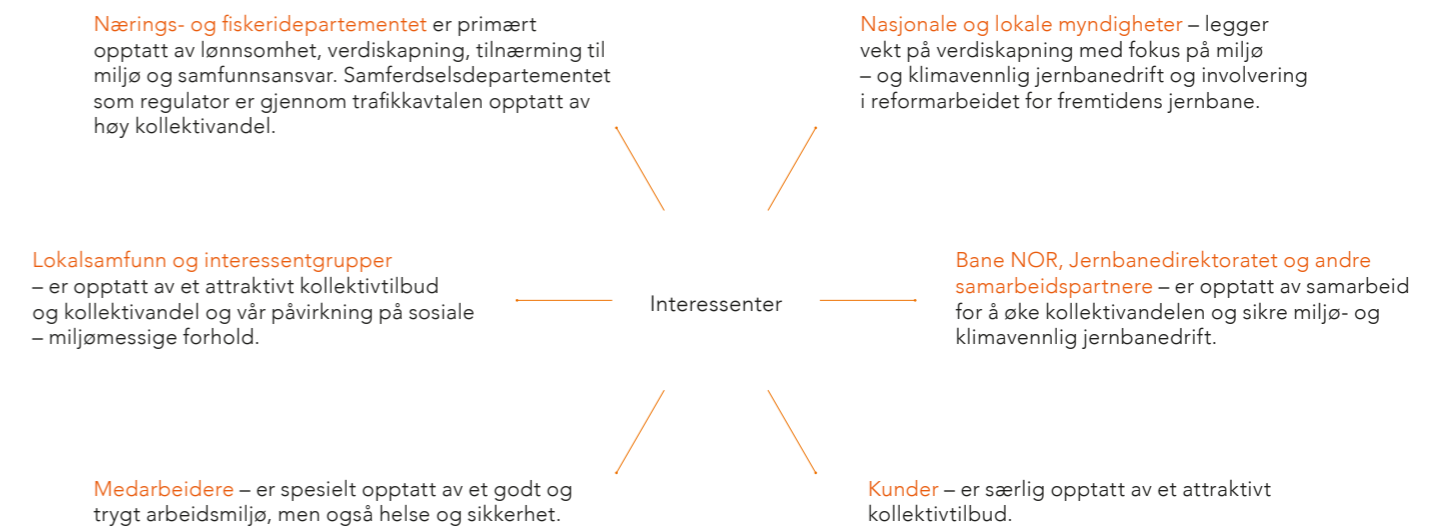 Nærings- og fiskeridepartementet er primært
opptatt av lønnsomhet, verdiskapning, tilnærming til
miljø og samfunnsansvar. Samferdselsdepartementet
som regulator er gjennom trafikkavtalen opptatt av
høy kollektivandel.
Nasjonale og lokale myndigheter – legger
vekt på verdiskapning med fokus på miljø
– og klimavennlig jernbanedrift og involvering
i reformarbeidet for fremtidens jernbane.
Lokalsamfunn og interessentgrupper
– er opptatt av et attraktivt kollektivtilbud
og kollektivandel og vår påvirkning på sosiale
– miljømessige forhold.
Interessenter
Bane NOR, Jernbanedirektoratet og andre
samarbeidspartnere – er opptatt av samarbeid
for å øke kollektivandelen og sikre miljø- og
klimavennlig jernbanedrift.
Medarbeidere – er spesielt opptatt av et godt og
trygt arbeidsmiljø, men også helse og sikkerhet.
Kunder – er særlig opptatt av et attraktivt
kollektivtilbud.